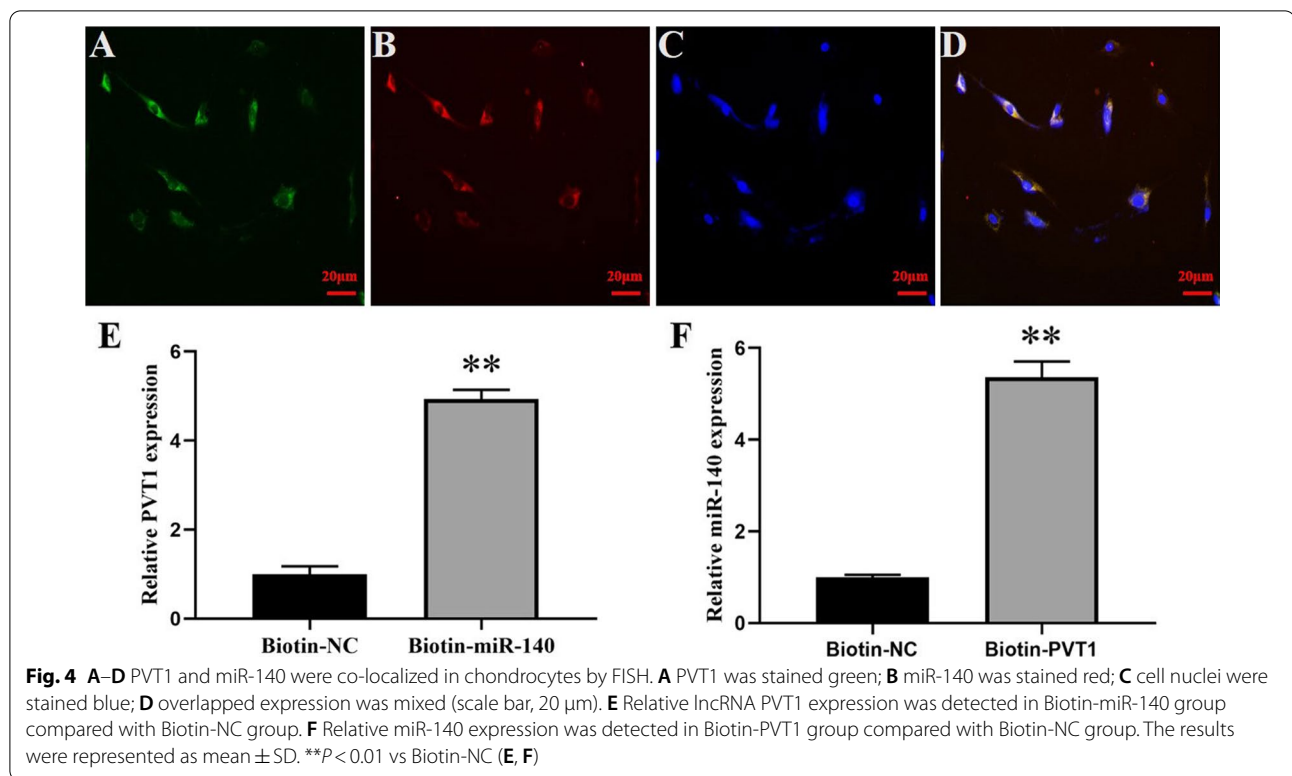 A
B
C
D
20μm
20μm
20μm
20μm
E
Relative PVT1 expression
6
4
2
0
**
Biotin-NC
Biotin-miR-140
F
Relative miR-140 expression
6
4
2
0
**
Biotin-NC
Biotin-PVT1
Fig. 4 A–D PVT1 and miR-140 were co-localized in chondrocytes by FISH. A PVT1 was stained green; B miR-140 was stained red; C cell nuclei were
stained blue; D overlapped expression was mixed (scale bar, 20 μm). E Relative lncRNA PVT1 expression was detected in Biotin-miR-140 group
compared with Biotin-NC group. F Relative miR-140 expression was detected in Biotin-PVT1 group compared with Biotin-NC group. The results
were represented as mean ± SD. **P < 0.01 vs Biotin-NC (E, F)